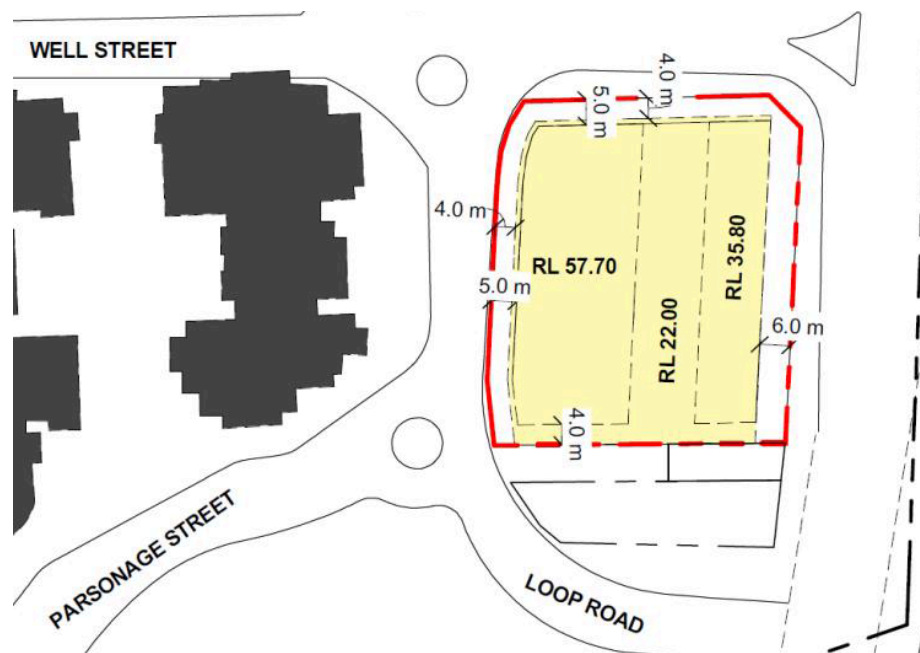 WELL STREET
4.0 m
5.0 m
4.0 m
RL 57.70
RL 35.80
5.0 m
RL 22.00
6.0 m
4.0 m
PARSONAGE STREET
LOOP ROAD